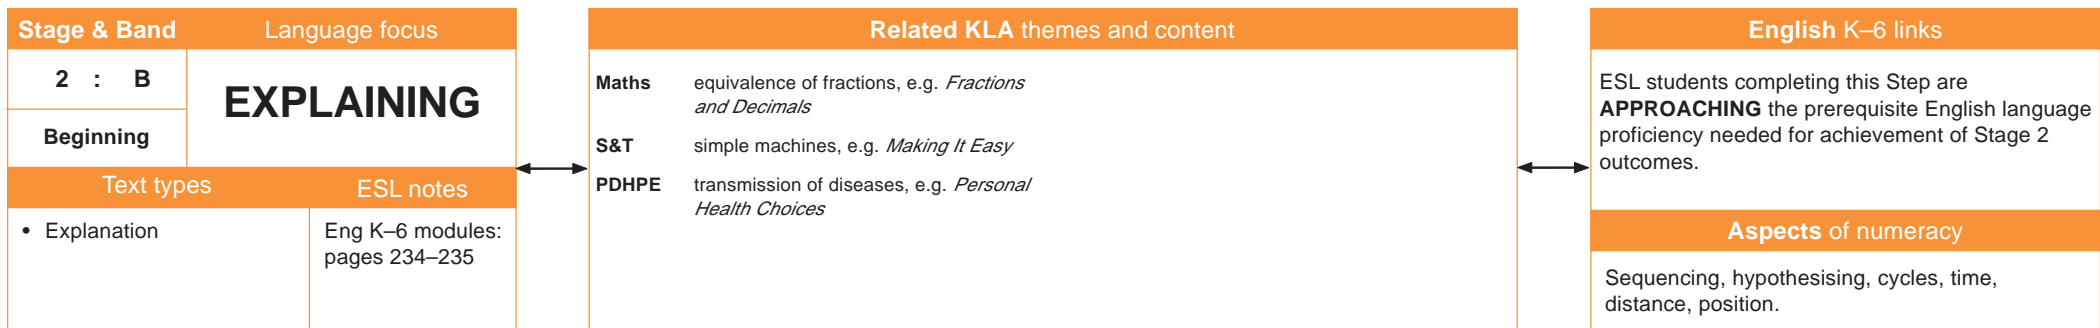 Stage & Band
Language focus
2 : B
Beginning
EXPLAINING
Text types
ESL notes
• Explanation
Eng K–6 modules:
pages 234–235
Related KLA themes and content
Maths equivalence of fractions, e.g. Fractions
and Decimals
S&T simple machines, e.g. Making It Easy
PDHPE transmission of diseases, e.g. Personal
Health Choices
English K–6 links
ESL students completing this Step are
APPROACHING the prerequisite English language
proficiency needed for achievement of Stage 2
outcomes.
Aspects of numeracy
Sequencing, hypothesising, cycles, time,
distance, position.